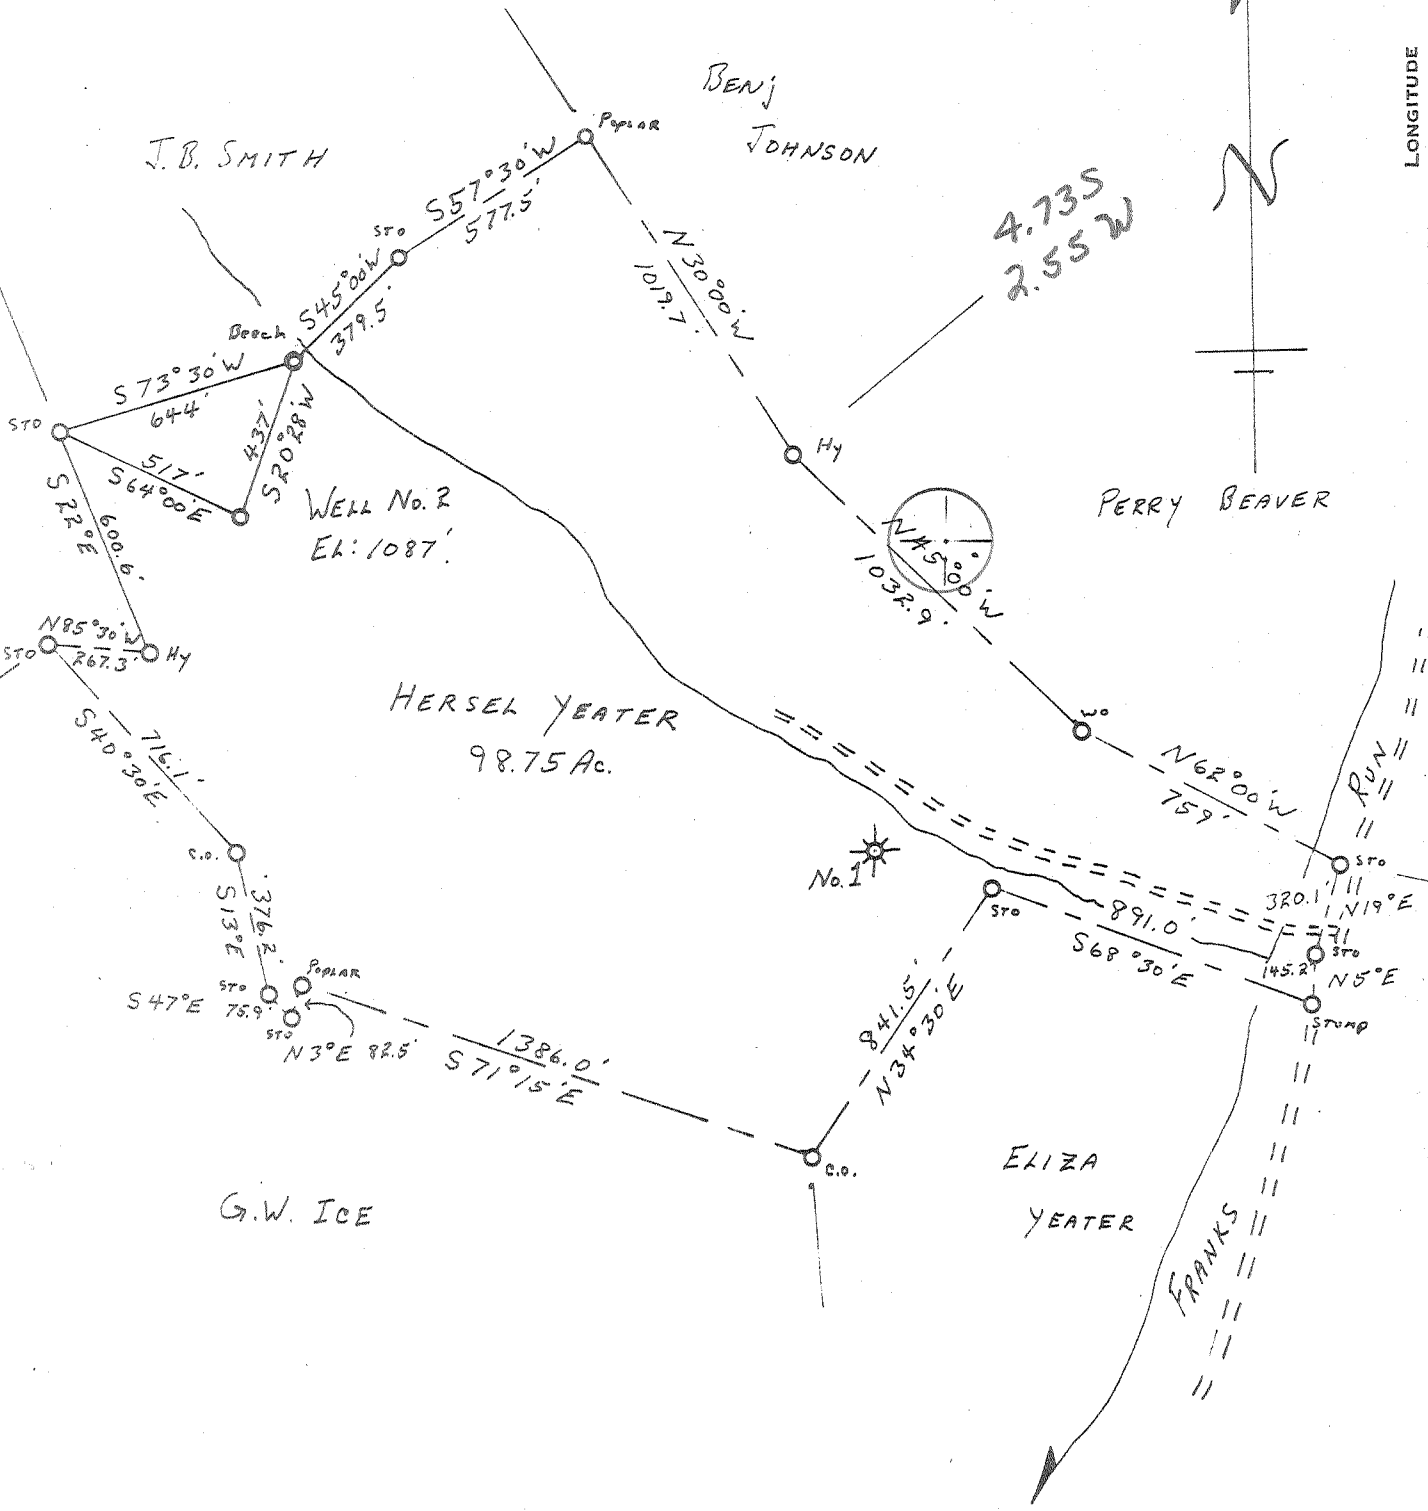 LONGITUDE
N
BENJ
JOHNSON
J.B. SMITH
Poplar
S57°30'W
577.5'
STO
S45°00'W
379.5'
Beech
S73°30'W
644'
STO
437'
S20°28'W
517'
S64°00'E
WELL No. 2
EL: 1087'
600.6'
S22°E
N85°30'W
267.3'
STO
Hy
N30°00'W
1019.7'
4.73S
2.55W
Hy
PERRY BEAVER
N45°00'W
1032.9'
WO
N62°00'W
759'
RUN
STO
320.1'
N19°E
STO
145.2'
N5°E
STUMP
HERSEL YEATER
98.75 Ac.
716.1'
S40°30'E
C.O.
376.2'
S13°E
No. 1
STO
891.0'
S68°30'E
841.5'
N34°30'E
S47°E
STO
75.9'
STO
POPLAR
N3°E 82.5'
1386.0'
S71°15'E
C.O.
G.W. ICE
ELIZA
YEATER
FRANKS